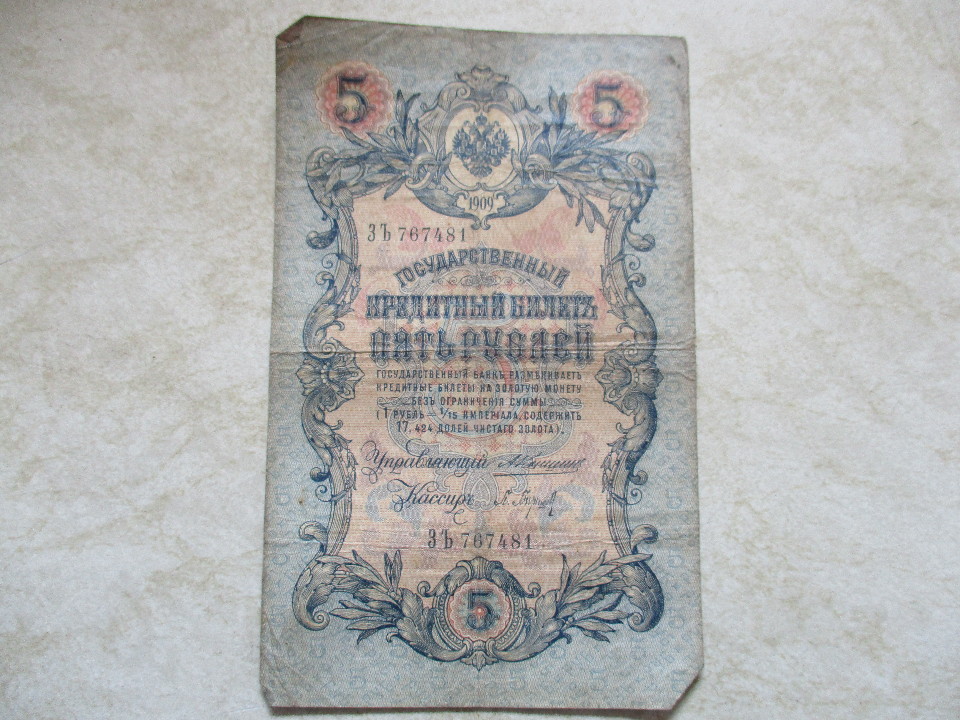 5 5
1909
ЗЪ 767481
ГОСУДАРСТВЕННЫЙ
КРЕДИТНЫЙ БИЛЕТЪ
ПЯТЬ РУБЛЕЙ
ГОСУДАРСТВЕННЫЙ БАНКЪ РАЗМѢНИВАЕТЪ
КРЕДИТНЫЕ БИЛЕТЫ НА ЗОЛОТУЮ МОНЕТУ
БЕЗЪ ОГРАНИЧЕНІЯ СУММЫ
(1 РУБЛЬ = 1/15 ИМПЕРІАЛА, СОДЕРЖИТЪ
17,424 ДОЛЕЙ ЧИСТАГО ЗОЛОТА).
Управляющій
Кассиръ
ЗЪ 767481
5